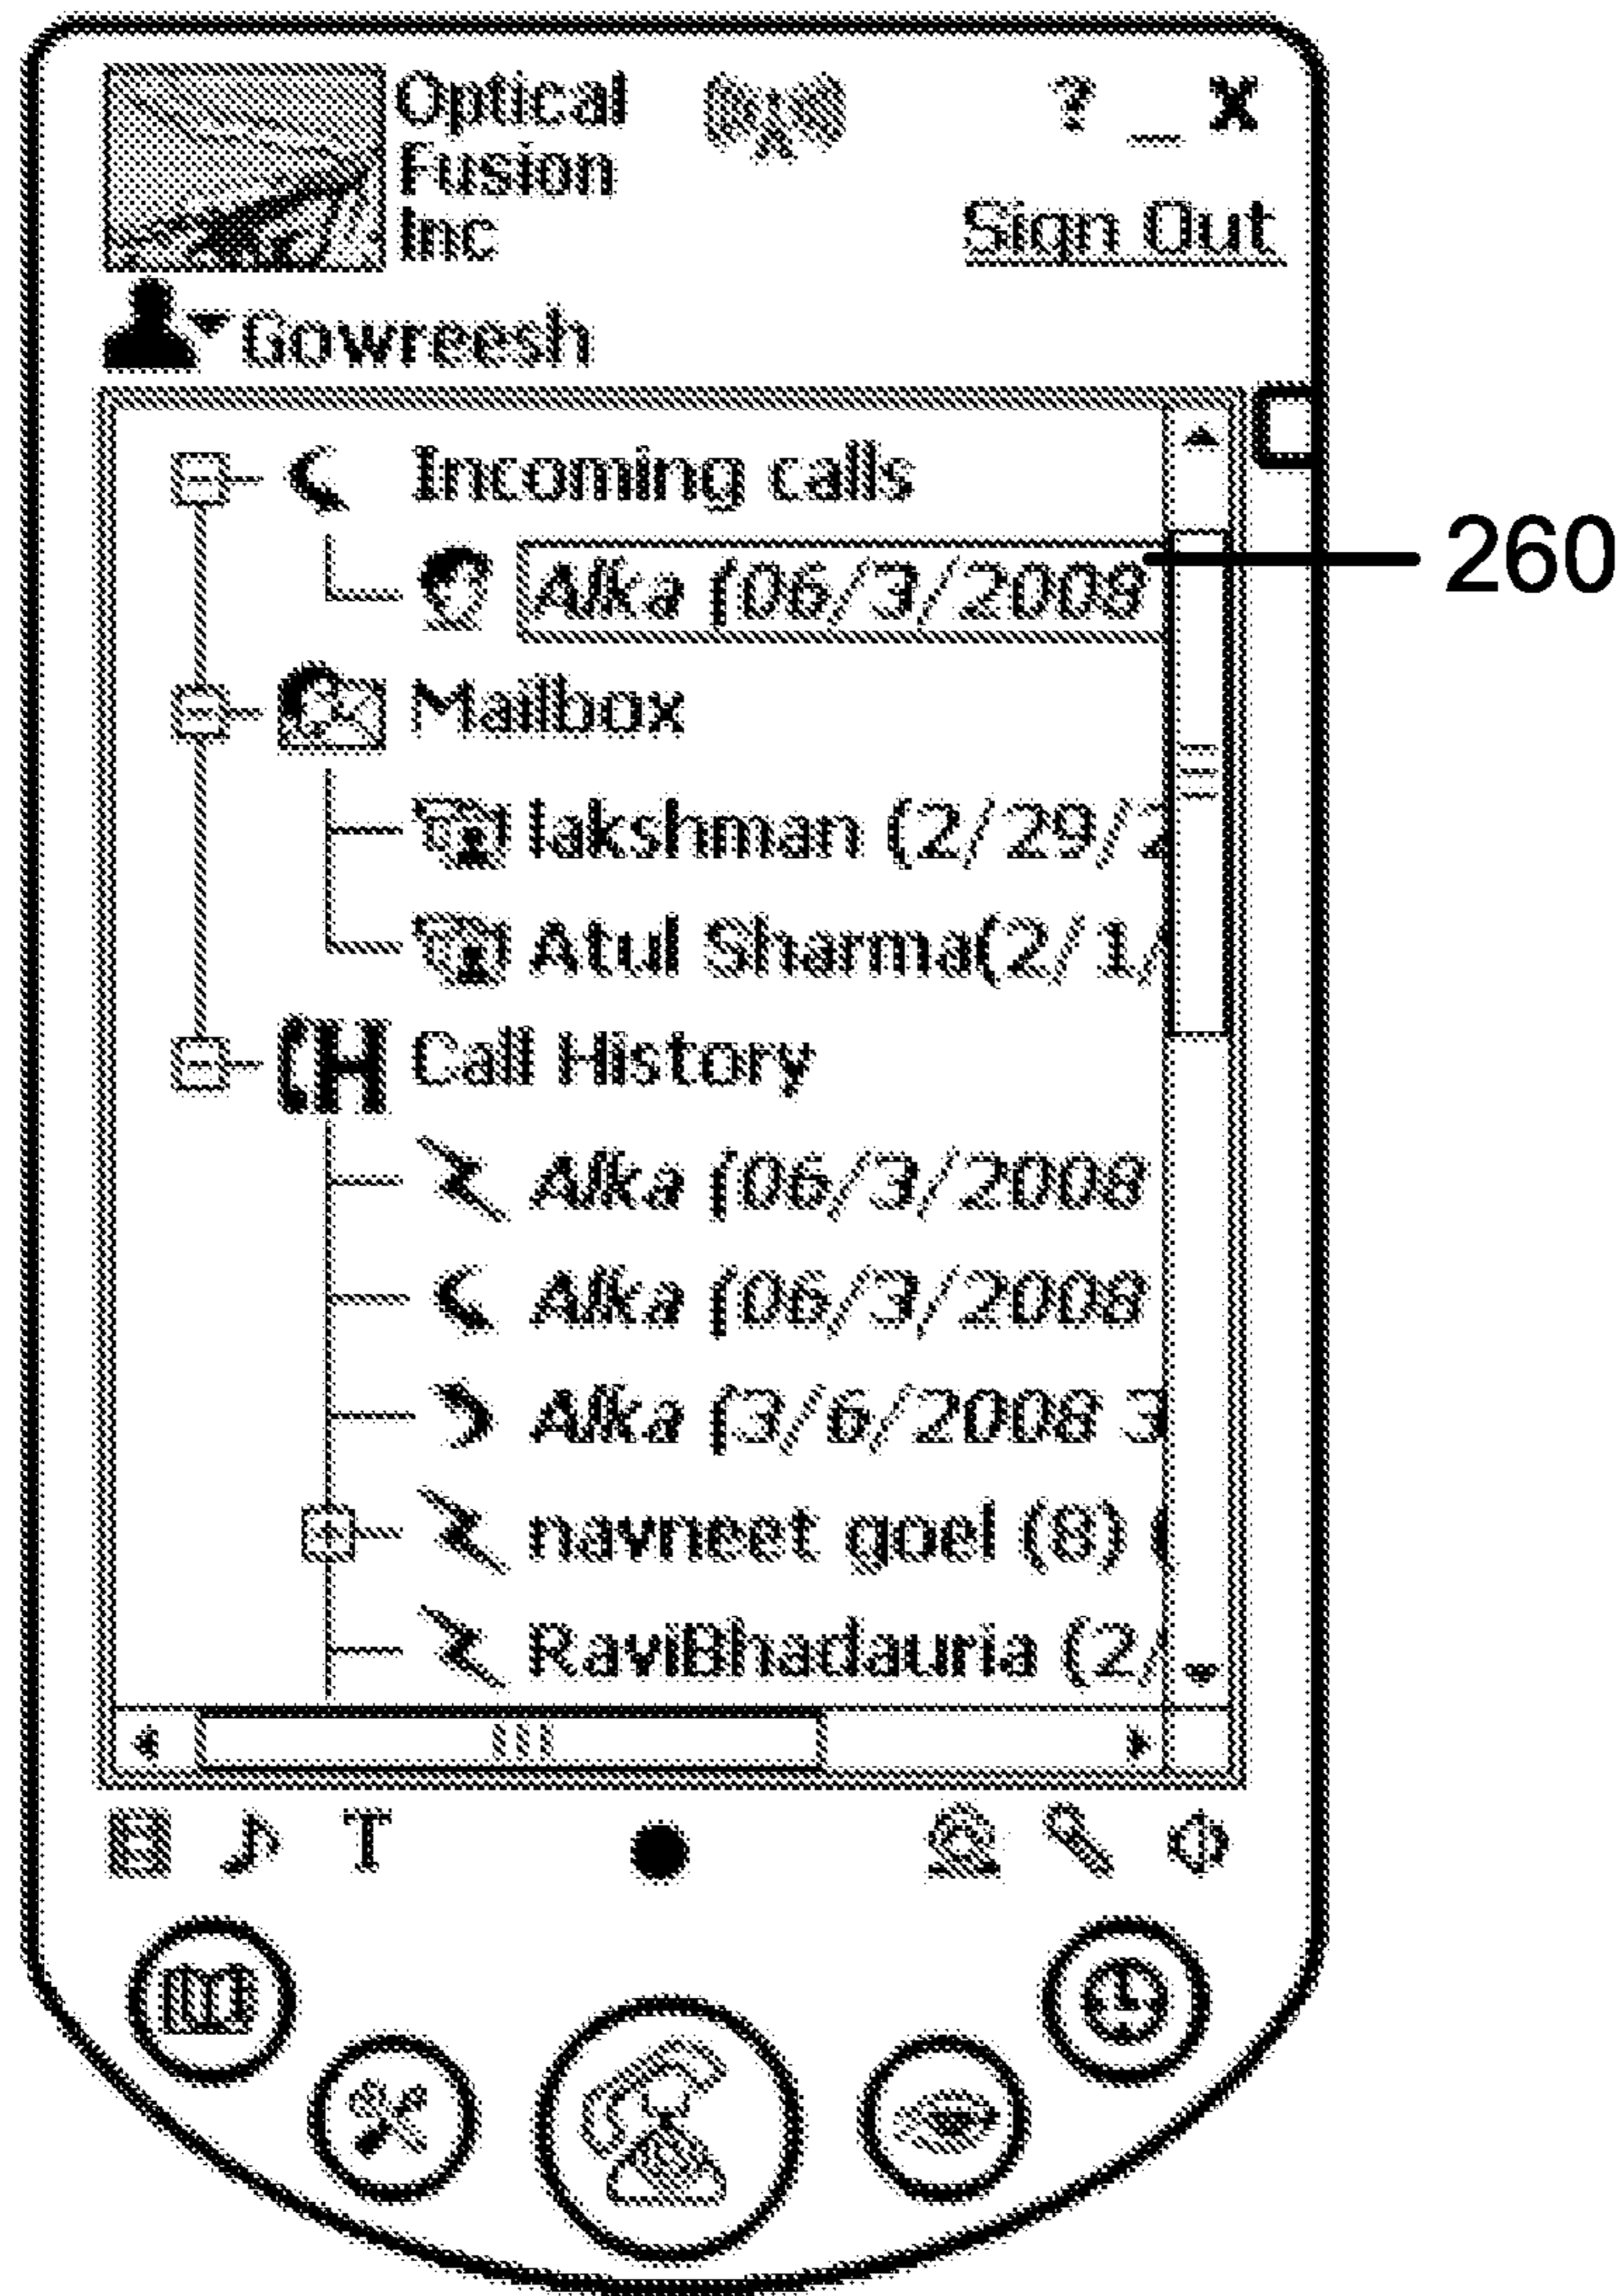 Optical
Fusion
Inc
? _ X
Sign Out
Gowreesh
Incoming calls
Alka (06/3/2008
260
Mailbox
lakshman (2/29/2
Atul Sharma(2/1/
Call History
Alka (06/3/2008
Alka (06/3/2008
Alka (3/6/2008 3
navneet goel (8) (
RaviBhadauria (2/
T